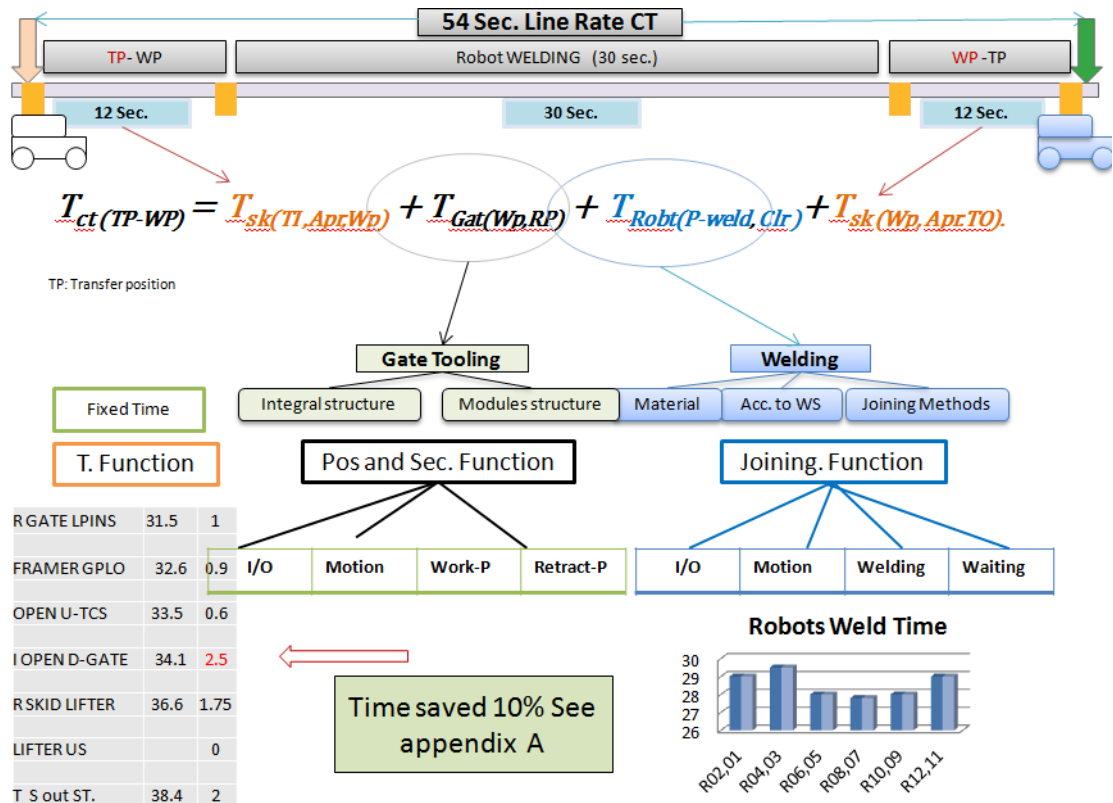 54 Sec. Line Rate CT
TP- WP
Robot WELDING (30 sec.)
WP -TP
12 Sec.
30 Sec.
12 Sec.
T ct (TP-WP) = T sk(TI,Apr,Wp) + T Gat(Wp,RP) + T Robt(P-weld,Clr) + T sk(Wp,Apr.TO).
TP: Transfer position
Gate Tooling
Welding
Integral structure
Modules structure
Material
Acc. to WS
Joining Methods
Fixed Time
T. Function
Pos and Sec. Function
Joining. Function
R GATE LPINS 31.5 1
FRAMER GPLO 32.6 0.9
OPEN U-TCS 33.5 0.6
I OPEN D-GATE 34.1 2.5
R SKID LIFTER 36.6 1.75
LIFTER US 0
T S out ST. 38.4 2
I/O Motion Work-P Retract-P
I/O Motion Welding Waiting
Time saved 10% See
appendix A
Robots Weld Time
30
29
28
27
26
R02,01
R04,03
R06,05
R08,07
R10,09
R12,11